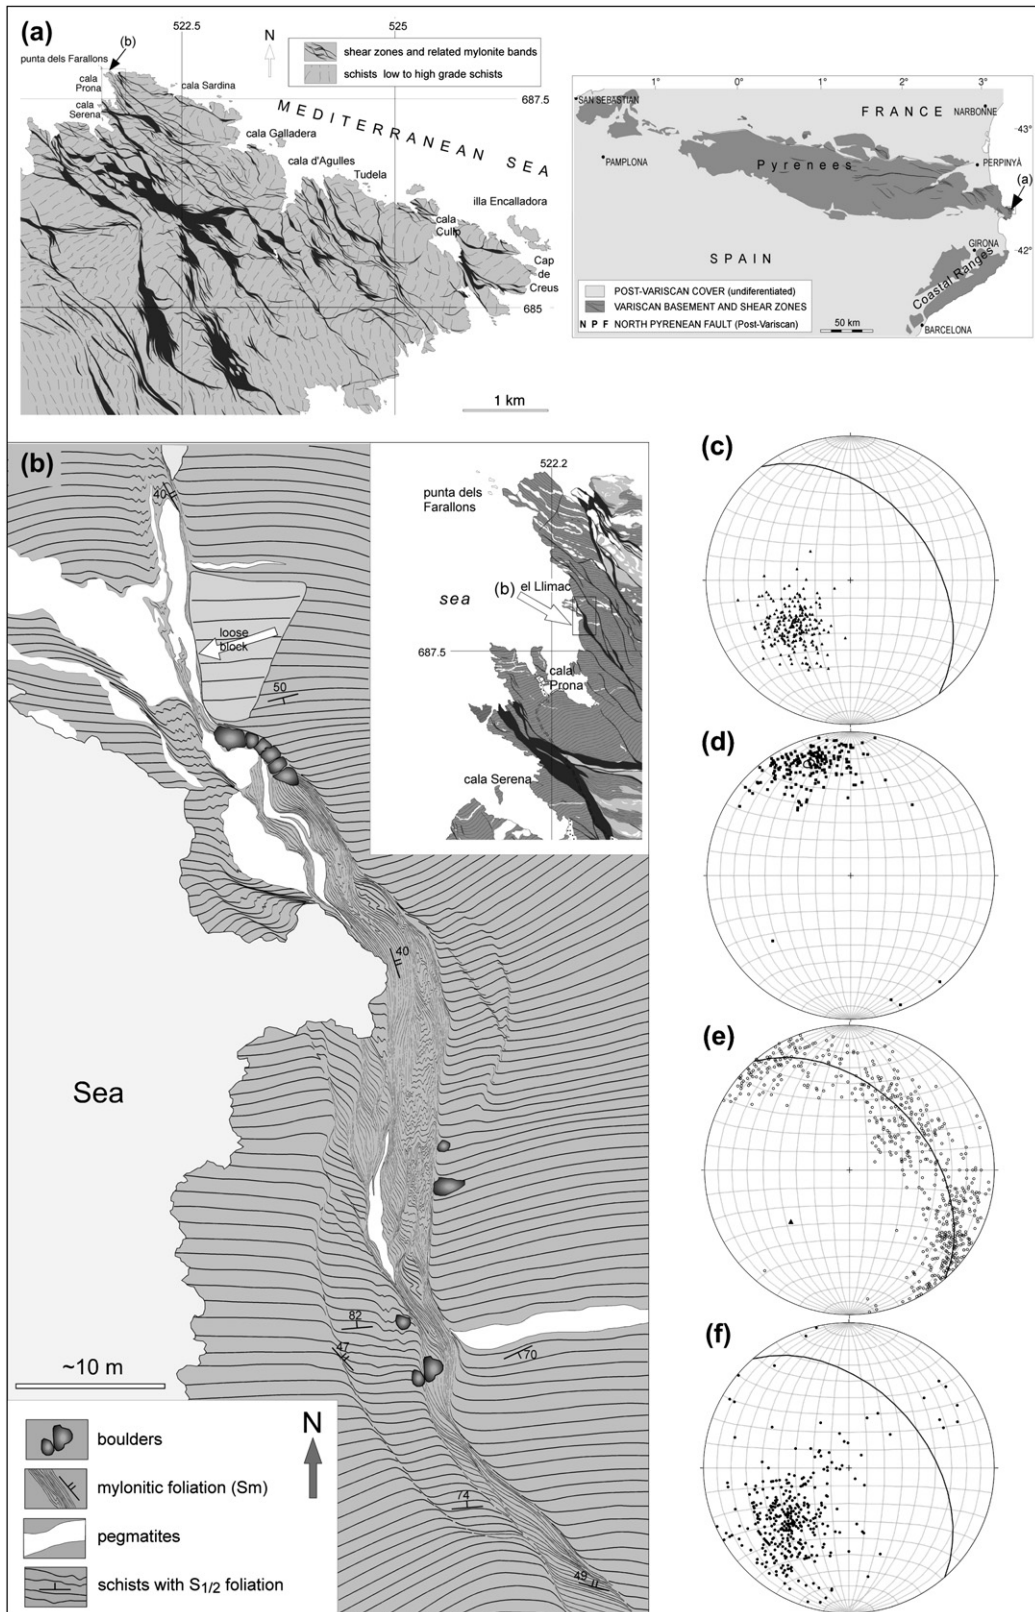 (a)
522.5
525
N
(b)
punta dels Farallons
cala
Prona
cala
Serena
cala Sardina
shear zones and related mylonite bands
schists low to high grade schists
687.5
MEDITERRANEAN SEA
cala Galladera
cala d'Agulles
Tudela
illa Encalladora
cala
Culip
Cap
de
Creus
685
1 km
1°
0°
1°
2°
3°
SAN SEBASTIAN
FRANCE
NARBONNE
43°
PAMPLONA
Pyrenees
PERPINYÀ
(a)
GIRONA
42°
SPAIN
Coastal Ranges
POST-VARISCAN COVER (undiferentiated)
VARISCAN BASEMENT AND SHEAR ZONES
N P F NORTH PYRENEAN FAULT (Post-Variscan)
50 km
BARCELONA
(b)
40
loose
block
50
40
Sea
82
47
70
74
49
~10 m
N
boulders
mylonitic foliation (Sm)
pegmatites
schists with S1/2 foliation
522.2
punta dels
Farallons
sea
(b)
el Llimac
687.5
cala
Prona
cala Serena
(c)
(d)
(e)
(f)